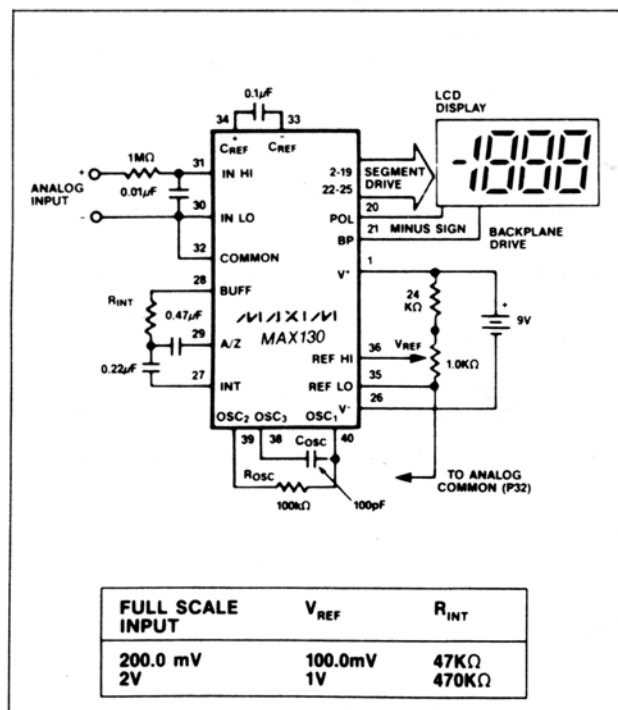 0.1µF
34
33
C+REF
C-REF
LCD
DISPLAY
1MΩ
31
IN HI
2-19
SEGMENT
DRIVE
22-25
+
ANALOG
INPUT
-
0.01µF
30
IN LO
20
POL
MINUS SIGN
21
BP
BACKPLANE
DRIVE
-1888
32
COMMON
1
V+
28
BUFF
RINT
0.47µF
29
A/Z
MAXIM
MAX130
24
KΩ
+
9V
36
REF HI
VREF
1.0KΩ
0.22µF
27
INT
35
REF LO
26
V-
OSC2
OSC3
OSC1
39
38
40
COSC
ROSC
100kΩ
100pF
TO ANALOG
COMMON (P32)
FULL SCALE INPUT VREF RINT
200.0 mV 100.0mV 47KΩ
2V 1V 470KΩ